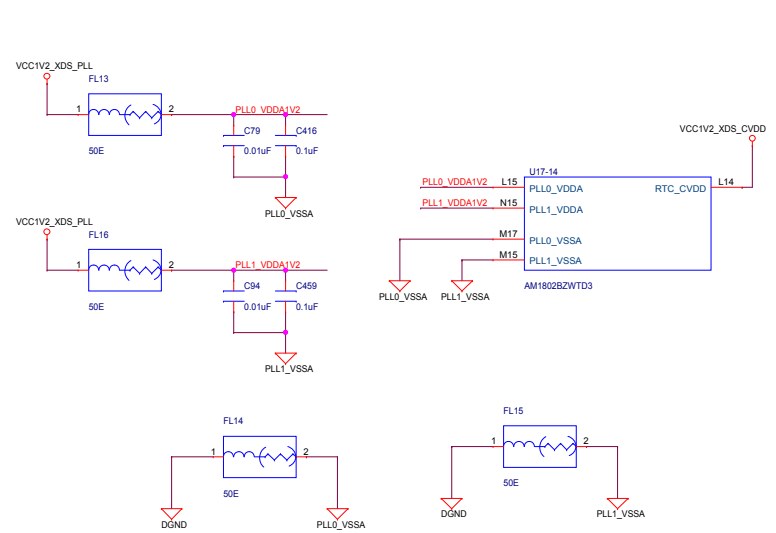 VCC1V2_XDS_PLL
FL13
1
2
PLL0_VDDA1V2
C79
C416
50E
0.01uF
0.1uF
PLL0_VSSA
VCC1V2_XDS_CVDD
U17-14
PLL0_VDDA1V2
L15
PLL0_VDDA
RTC_CVDD
L14
PLL1_VDDA1V2
N15
PLL1_VDDA
M17
PLL0_VSSA
M15
PLL1_VSSA
AM1802BZWTD3
PLL0_VSSA
PLL1_VSSA
VCC1V2_XDS_PLL
FL16
1
2
PLL1_VDDA1V2
C94
C459
50E
0.01uF
0.1uF
PLL1_VSSA
FL14
1
2
50E
DGND
PLL0_VSSA
FL15
1
2
50E
DGND
PLL1_VSSA